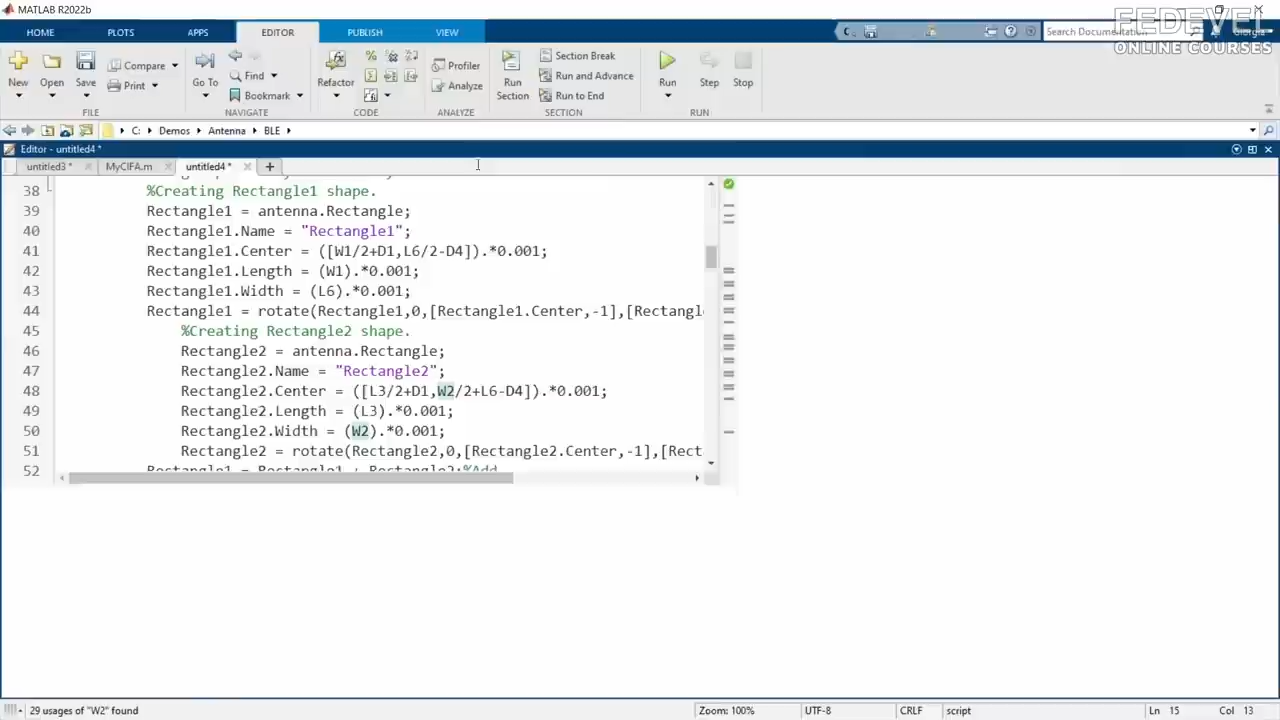 MATLAB R2022b
FEDEVEL
ONLINE COURSES
HOME
PLOTS
APPS
EDITOR
PUBLISH
VIEW
Search Documentation
New
Open
Save
Compare
Print
FILE
Go To
Find
Bookmark
NAVIGATE
Refactor
CODE
Profiler
Analyze
ANALYZE
Run
Section
Section Break
Run and Advance
Run to End
SECTION
Run
Step
Stop
RUN
C: Demos Antenna BLE
Editor - untitled4 *
untitled3 *
MyCIFA.m
untitled4 *
38 %Creating Rectangle1 shape.
39 Rectangle1 = antenna.Rectangle;
40 Rectangle1.Name = "Rectangle1";
41 Rectangle1.Center = ([W1/2+D1,L6/2-D4]).*0.001;
42 Rectangle1.Length = (W1).*0.001;
43 Rectangle1.Width = (L6).*0.001;
44 Rectangle1 = rotate(Rectangle1,0,[Rectangle1.Center,-1],[Rectangl
45 %Creating Rectangle2 shape.
46 Rectangle2 = antenna.Rectangle;
47 Rectangle2.Name = "Rectangle2";
48 Rectangle2.Center = ([L3/2+D1,W2/2+L6-D4]).*0.001;
49 Rectangle2.Length = (L3).*0.001;
50 Rectangle2.Width = (W2).*0.001;
51 Rectangle2 = rotate(Rectangle2,0,[Rectangle2.Center,-1],[Rect
52 Rectangle1 = Rectangle1 + Rectangle2;%Add
29 usages of "W2" found
Zoom: 100%
UTF-8
CRLF
script
Ln 15
Col 13